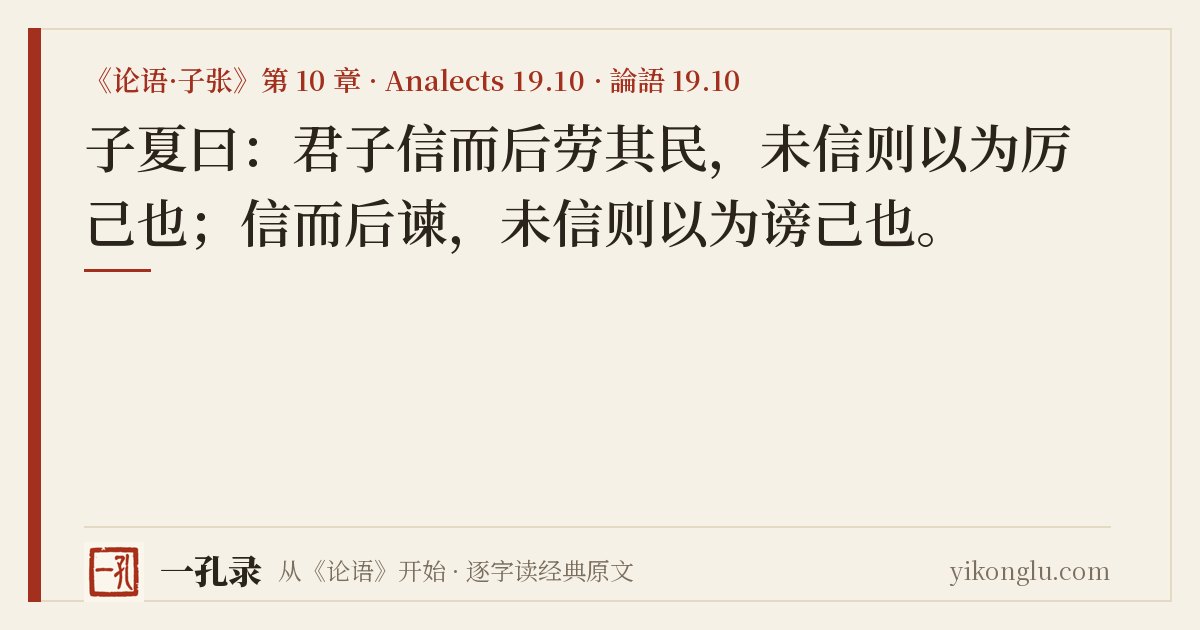 《论语·子张》第 10 章 · Analects 19.10 · 論語 19.10
子夏曰：君子信而后劳其民，未信则以为厉
己也；信而后谏，未信则以为谤己也。
一孔
一孔录 从《论语》开始 · 逐字读经典原文 yikonglu.com